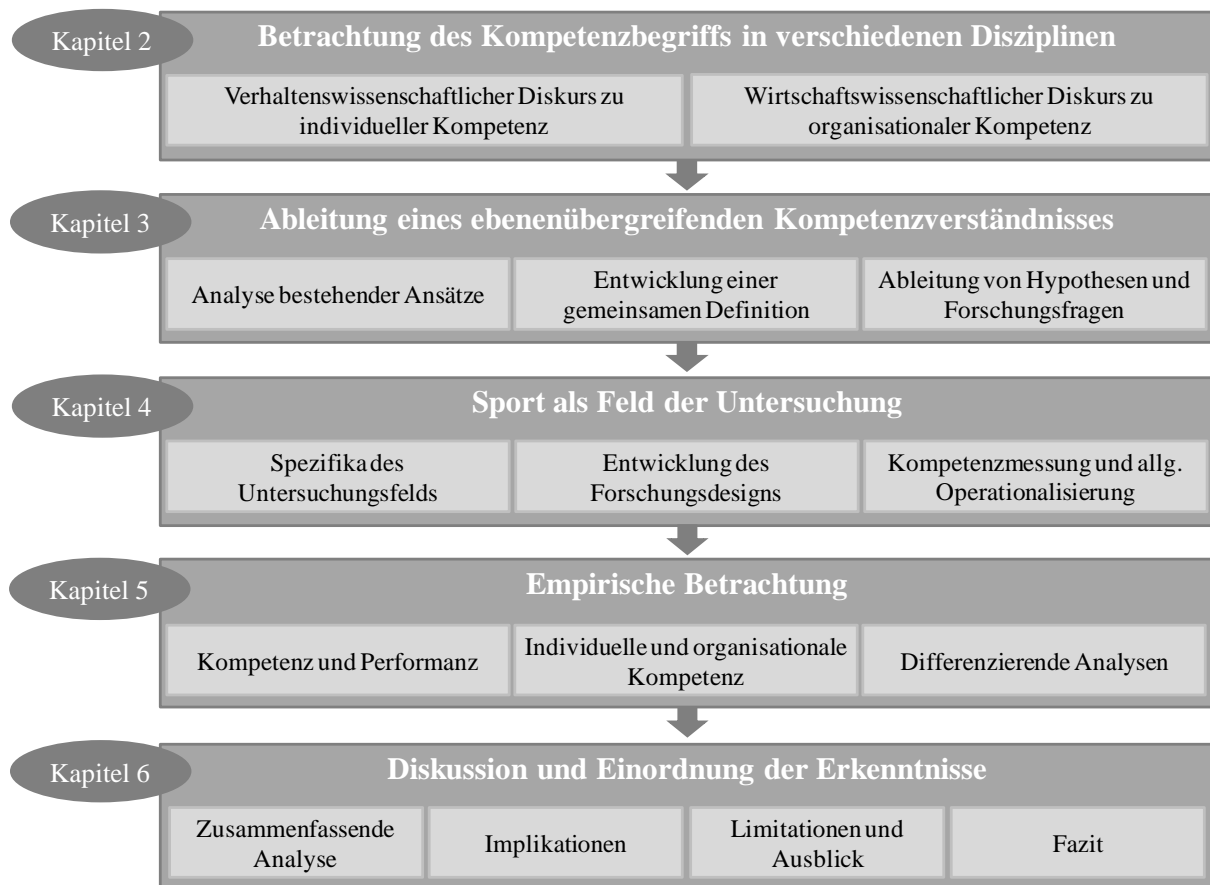 Kapitel 2
Betrachtung des Kompetenzbegriffs in verschiedenen Disziplinen
Verhaltenswissenschaftlicher Diskurs zu
individueller Kompetenz
Wirtschaftswissenschaftlicher Diskurs zu
organisationaler Kompetenz
Kapitel 3
Ableitung eines ebenenübergreifenden Kompetenzverständnisses
Analyse bestehender Ansätze
Entwicklung einer
gemeinsamen Definition
Ableitung von Hypothesen und
Forschungsfragen
Kapitel 4
Sport als Feld der Untersuchung
Spezifika des
Untersuchungsfelds
Entwicklung des
Forschungsdesigns
Kompetenzmessung und allg.
Operationalisierung
Kapitel 5
Empirische Betrachtung
Kompetenz und Performanz
Individuelle und organisationale
Kompetenz
Differenzierende Analysen
Kapitel 6
Diskussion und Einordnung der Erkenntnisse
Zusammenfassende
Analyse
Implikationen
Limitationen und
Ausblick
Fazit